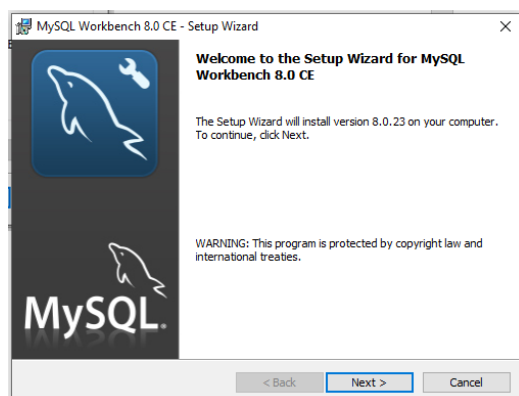 MySQL Workbench 8.0 CE - Setup Wizard
Welcome to the Setup Wizard for MySQL
Workbench 8.0 CE
The Setup Wizard will install version 8.0.23 on your computer.
To continue, click Next.
WARNING: This program is protected by copyright law and
international treaties.
MySQL.
< Back
Next >
Cancel